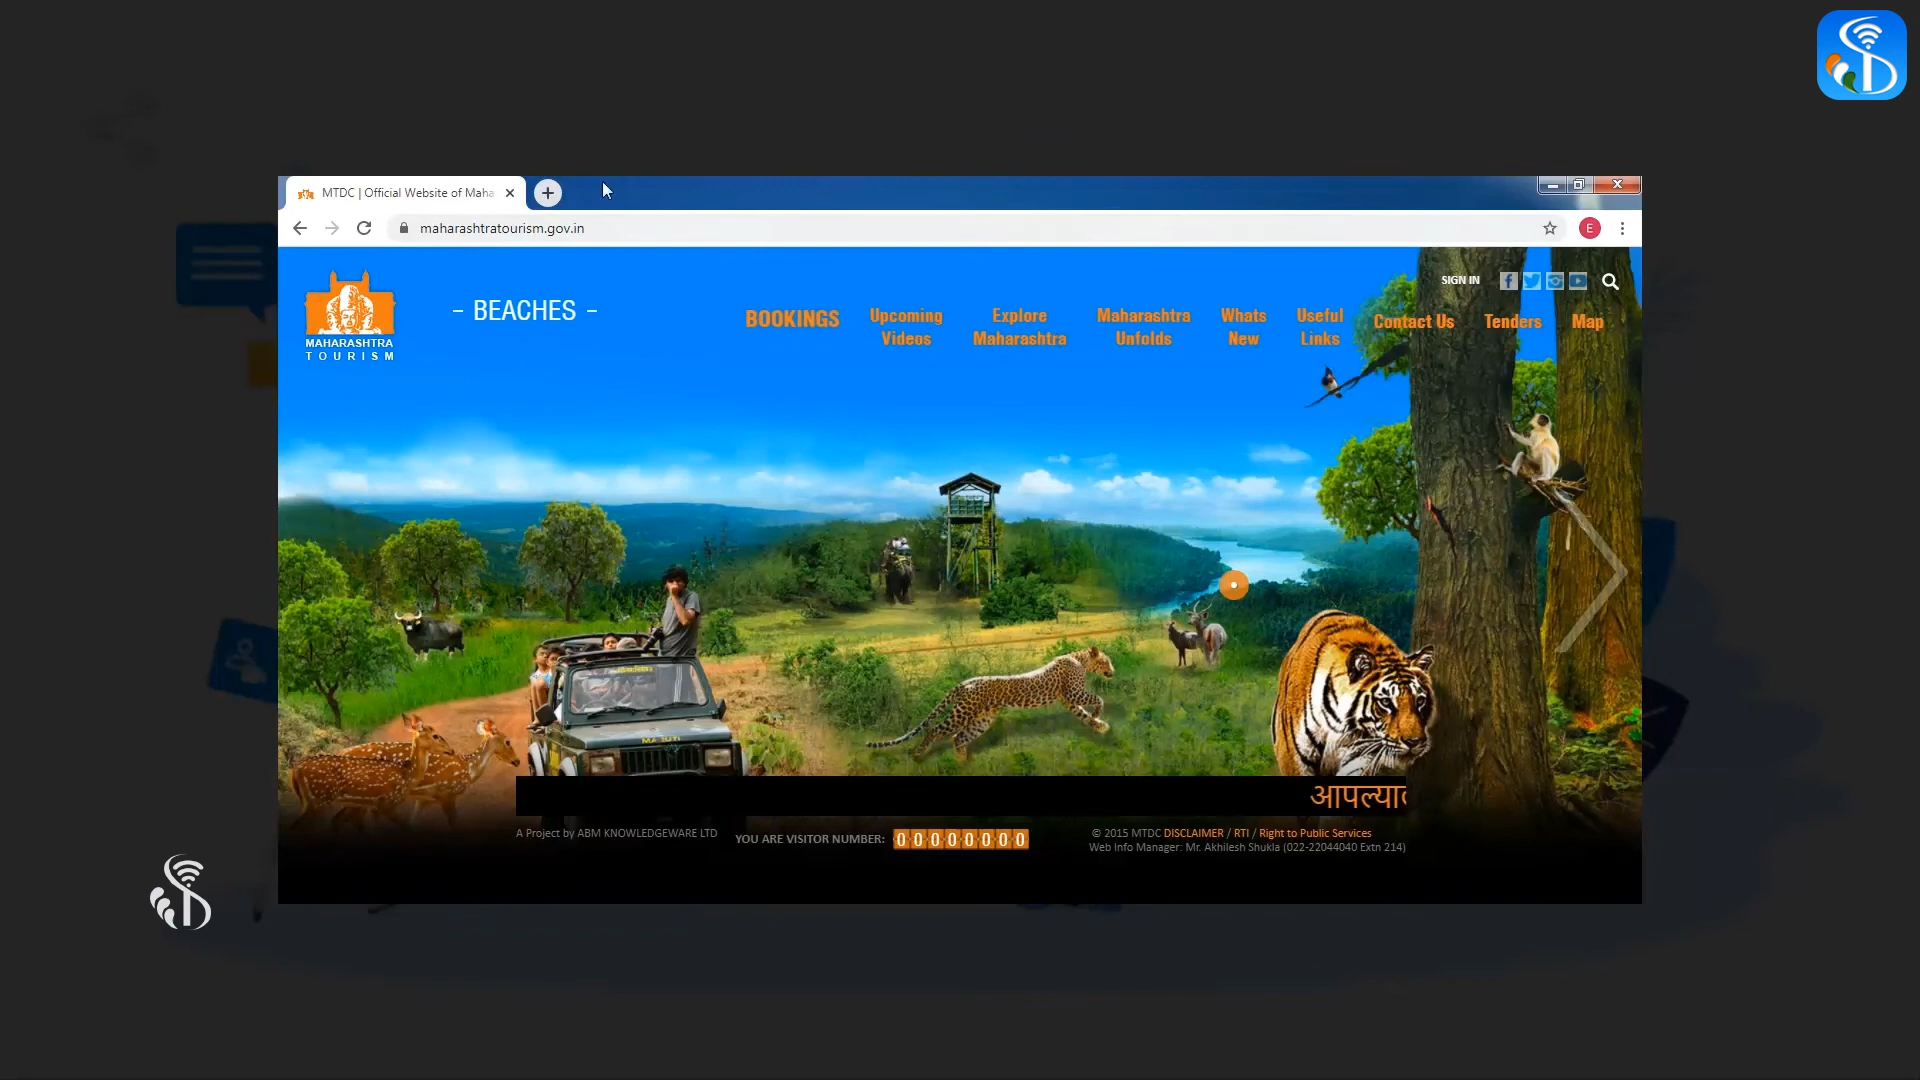 MTDC | Official Website of Maha
maharashtratourism.gov.in
E
SIGN IN
MAHARASHTRA
TOURISM
- BEACHES -
BOOKINGS
Upcoming
Videos
Explore
Maharashtra
Maharashtra
Unfolds
Whats
New
Useful
Links
Contact Us
Tenders
Map
MARUTI
A Project by ABM KNOWLEDGEWARE LTD
YOU ARE VISITOR NUMBER: 00000000
© 2015 MTDC DISCLAIMER / RTI / Right to Public Services
Web Info Manager: Mr. Akhilesh Shukla (022-22044040 Extn 214)